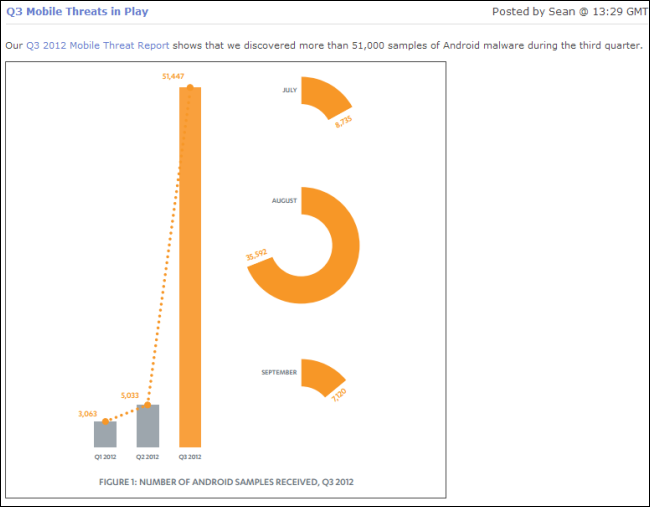 Q3 Mobile Threats in Play
Posted by Sean @ 13:29 GMT
Our Q3 2012 Mobile Threat Report shows that we discovered more than 51,000 samples of Android malware during the third quarter.
51,447
5,033
3,063
Q1 2012
Q2 2012
Q3 2012
JULY
8,735
AUGUST
35,592
SEPTEMBER
7,120
FIGURE 1: NUMBER OF ANDROID SAMPLES RECEIVED, Q3 2012